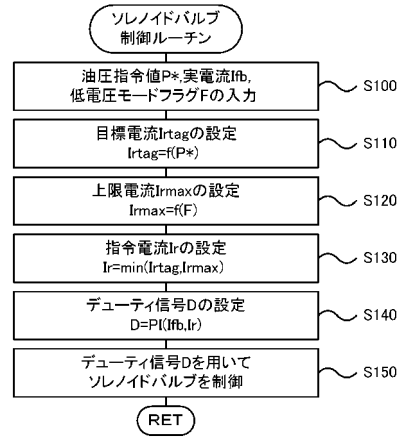 ソレノイドバルブ
制御ルーチン
油圧指令値P*,実電流Ifb,
低電圧モードフラグFの入力
S100
目標電流Irtagの設定
Irtag=f(P*)
S110
上限電流Irmaxの設定
Irmax=f(F)
S120
指令電流Irの設定
Ir=min(Irtag,Irmax)
S130
デューティ信号Dの設定
D=PI(Ifb,Ir)
S140
デューティ信号Dを用いて
ソレノイドバルブを制御
S150
RET